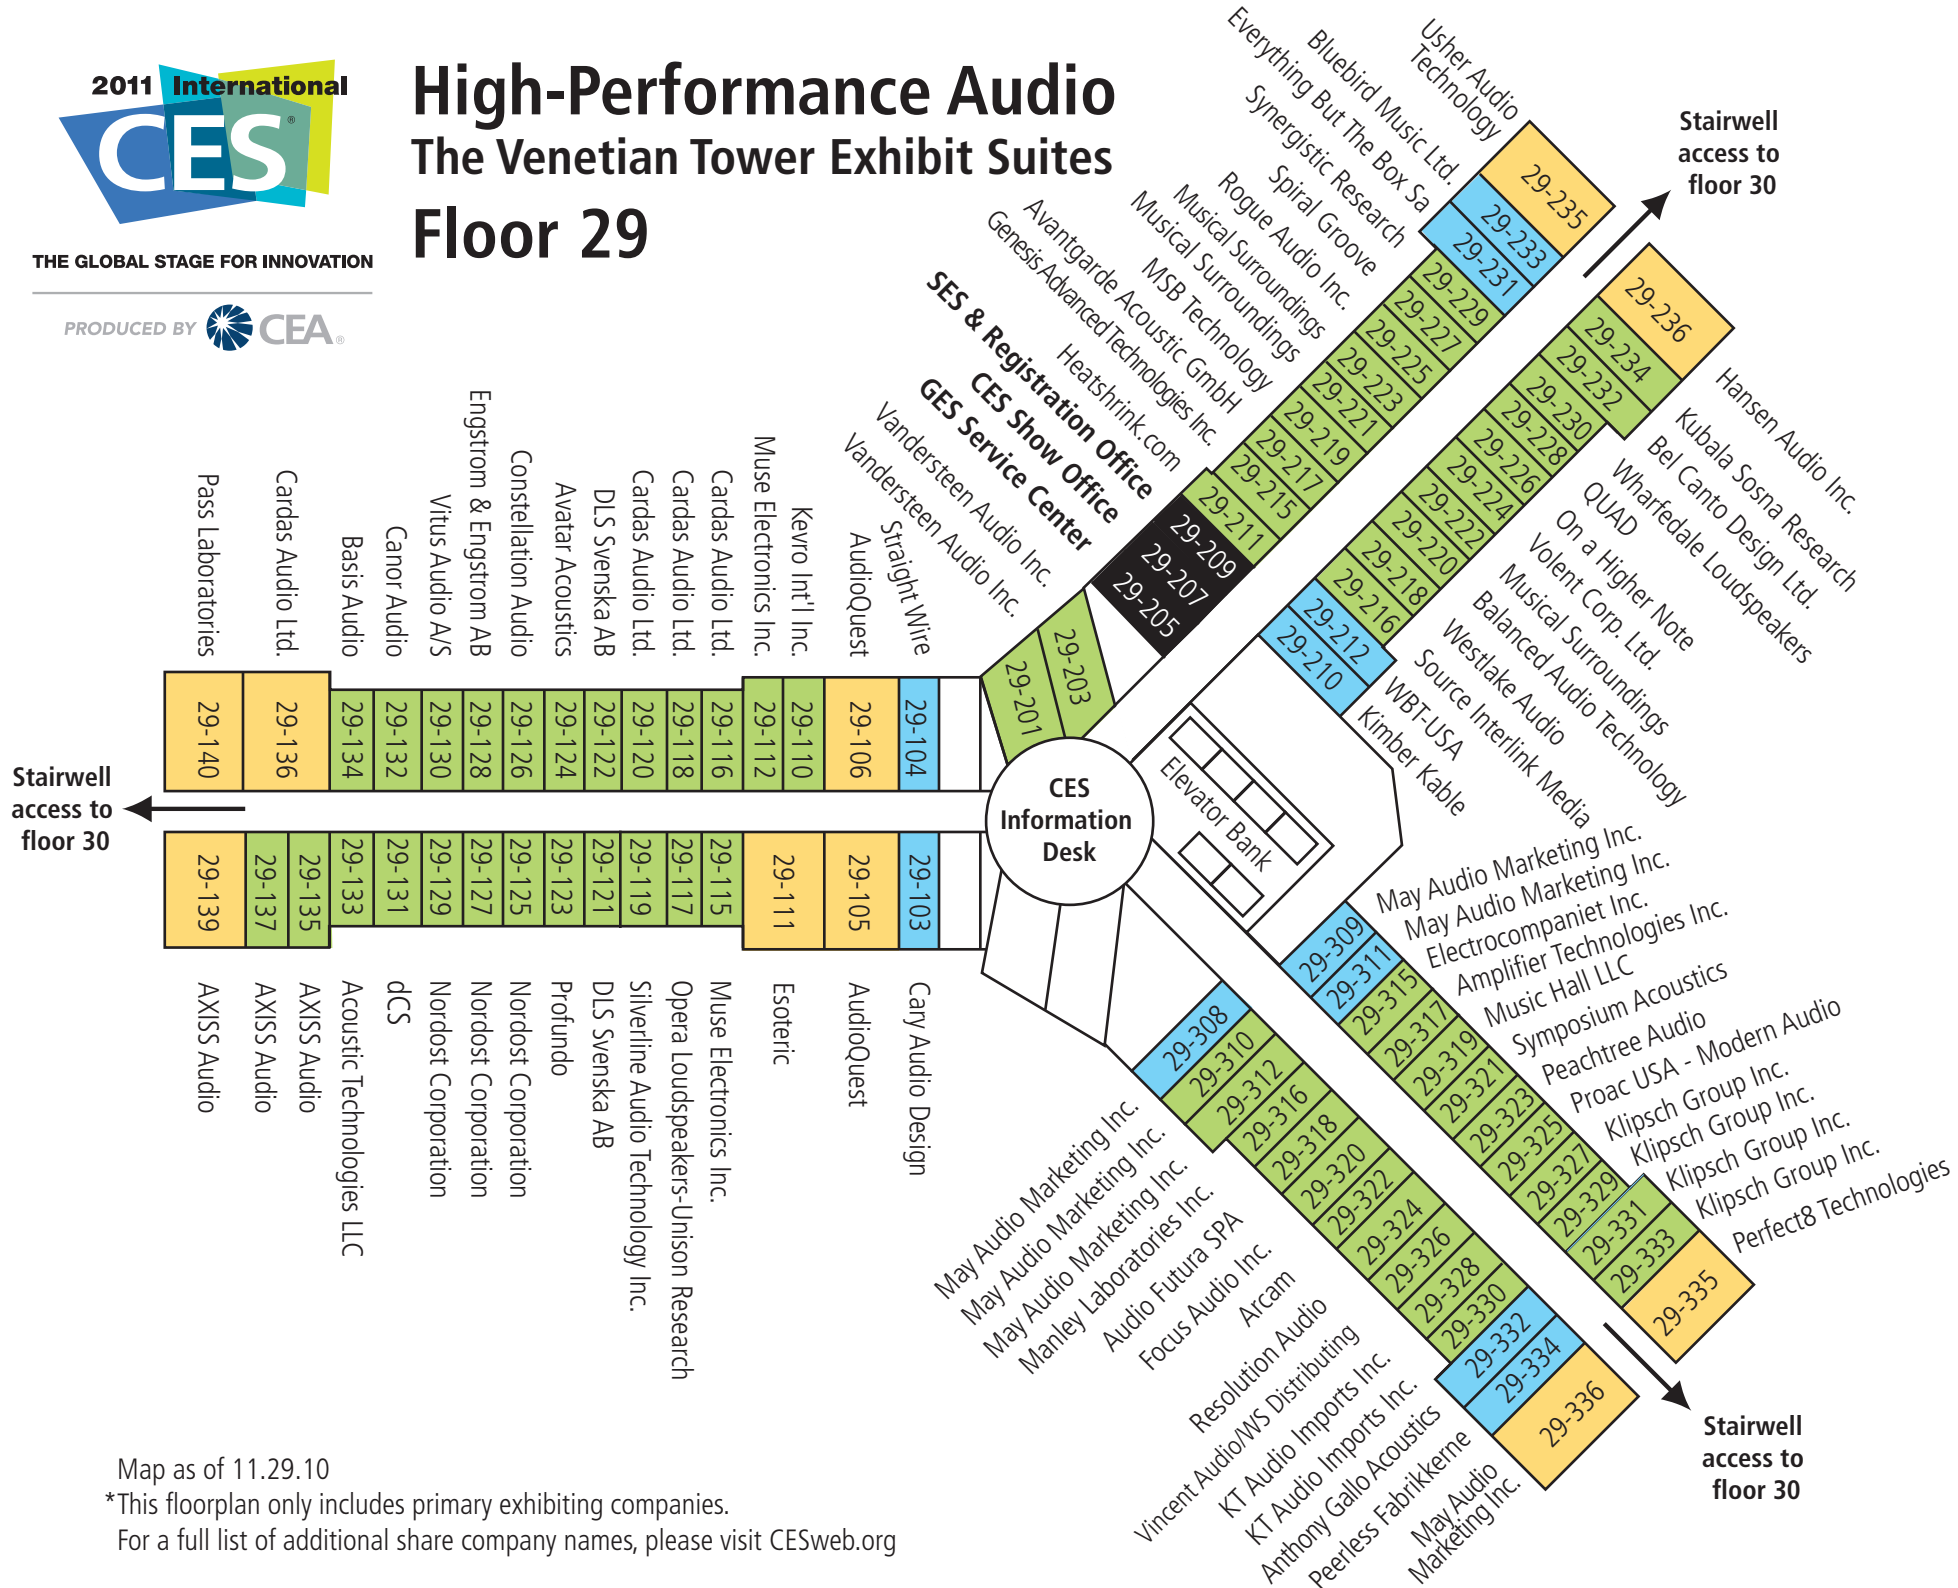 2011 International
CES®
THE GLOBAL STAGE FOR INNOVATION
PRODUCED BY CEA®
High-Performance Audio
The Venetian Tower Exhibit Suites
Floor 29
Usher Audio
Technology
Bluebird Music Ltd.
Everything But The Box Sa
Synergistic Research
Spiral Groove
Rogue Audio Inc.
Musical Surroundings
Musical Surroundings
MSB Technology
Avantgarde Acoustic GmbH
Genesis Advanced Technologies Inc.
Heatshrink.com
SES & Registration Office
CES Show Office
GES Service Center
Vandersteen Audio Inc.
Vandersteen Audio Inc.
29-235
29-233
29-231
29-229
29-227
29-225
29-223
29-221
29-219
29-217
29-215
29-211
29-209
29-207
29-205
29-203
29-201
Stairwell
access to
floor 30
29-236
29-234
29-232
29-230
29-228
29-226
29-224
29-222
29-220
29-218
29-216
29-212
29-210
Hansen Audio Inc.
Kubala Sosna Research
Bel Canto Design Ltd.
Wharfedale Loudspeakers
QUAD
On a Higher Note
Volent Corp. Ltd.
Musical Surroundings
Balanced Audio Technology
Westlake Audio
Source Interlink Media
WBT-USA
Kimber Kable
Pass Laboratories
Cardas Audio Ltd.
Basis Audio
Canor Audio
Vitus Audio A/S
Engstrom & Engstrom AB
Constellation Audio
Avatar Acoustics
DLS Svenska AB
Cardas Audio Ltd.
Cardas Audio Ltd.
Cardas Audio Ltd.
Muse Electronics Inc.
Kevro Int'l Inc.
AudioQuest
Straight Wire
29-140
29-136
29-134
29-132
29-130
29-128
29-126
29-124
29-122
29-120
29-118
29-116
29-112
29-110
29-106
29-104
Stairwell
access to
floor 30
CES
Information
Desk
Elevator Bank
29-139
29-137
29-135
29-133
29-131
29-129
29-127
29-125
29-123
29-121
29-119
29-117
29-115
29-111
29-105
29-103
AXISS Audio
AXISS Audio
AXISS Audio
Acoustic Technologies LLC
dCS
Nordost Corporation
Nordost Corporation
Nordost Corporation
Profundo
DLS Svenska AB
Silverline Audio Technology Inc.
Opera Loudspeakers-Unison Research
Muse Electronics Inc.
Esoteric
AudioQuest
Cary Audio Design
29-309
29-311
29-315
29-317
29-319
29-321
29-323
29-325
29-327
29-329
29-331
29-333
29-335
May Audio Marketing Inc.
May Audio Marketing Inc.
Electrocompaniet Inc.
Amplifier Technologies Inc.
Music Hall LLC
Symposium Acoustics
Peachtree Audio
Proac USA - Modern Audio
Klipsch Group Inc.
Klipsch Group Inc.
Klipsch Group Inc.
Klipsch Group Inc.
Perfect8 Technologies
29-308
29-310
29-312
29-316
29-318
29-320
29-322
29-324
29-326
29-328
29-330
29-332
29-334
29-336
May Audio Marketing Inc.
May Audio Marketing Inc.
May Audio Marketing Inc.
Manley Laboratories Inc.
Audio Futura SPA
Focus Audio Inc.
Arcam
Resolution Audio
Vincent Audio/WS Distributing
KT Audio Imports Inc.
KT Audio Imports Inc.
Anthony Gallo Acoustics
Peerless Fabrikkerne
May Audio
Marketing Inc.
Stairwell
access to
floor 30
Map as of 11.29.10
*This floorplan only includes primary exhibiting companies.
For a full list of additional share company names, please visit CESweb.org